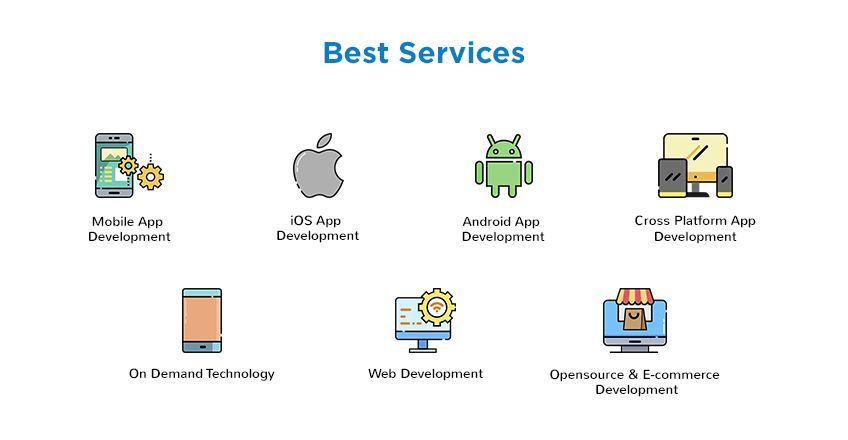 Best Services
Mobile App
Development
iOS App
Development
Android App
Development
Cross Platform App
Development
On Demand Technology
Web Development
Opensource & E-commerce
Development